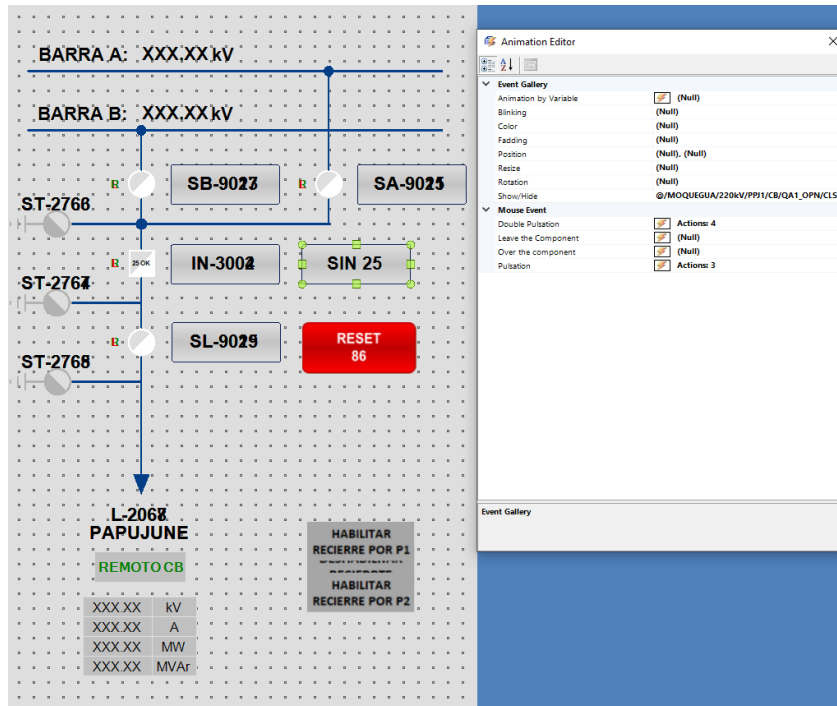 BARRA A: XXX.XX kV
BARRA B: XXX.XX kV
SB-9027
SA-9025
ST-2766
25 OK
IN-3002
SIN 25
ST-2764
SL-9029
RESET
86
ST-2768
L-2068
PAPUJUNE
REMOTO CB
XXX.XX kV
XXX.XX A
XXX.XX MW
XXX.XX MVAr
HABILITAR
RECIERRE POR P1
HABILITAR
RECIERRE POR P2
Animation Editor
Event Gallery
Animation by Variable (Null)
Blinking (Null)
Color (Null)
Fadding (Null)
Position (Null), (Null)
Resize (Null)
Rotation (Null)
Show/Hide @/MOQUEGUA/220kV/PPJ1/CB/QA1_OPN/CLS
Mouse Event
Double Pulsation Actions: 4
Leave the Component (Null)
Over the component (Null)
Pulsation Actions: 3
Event Gallery